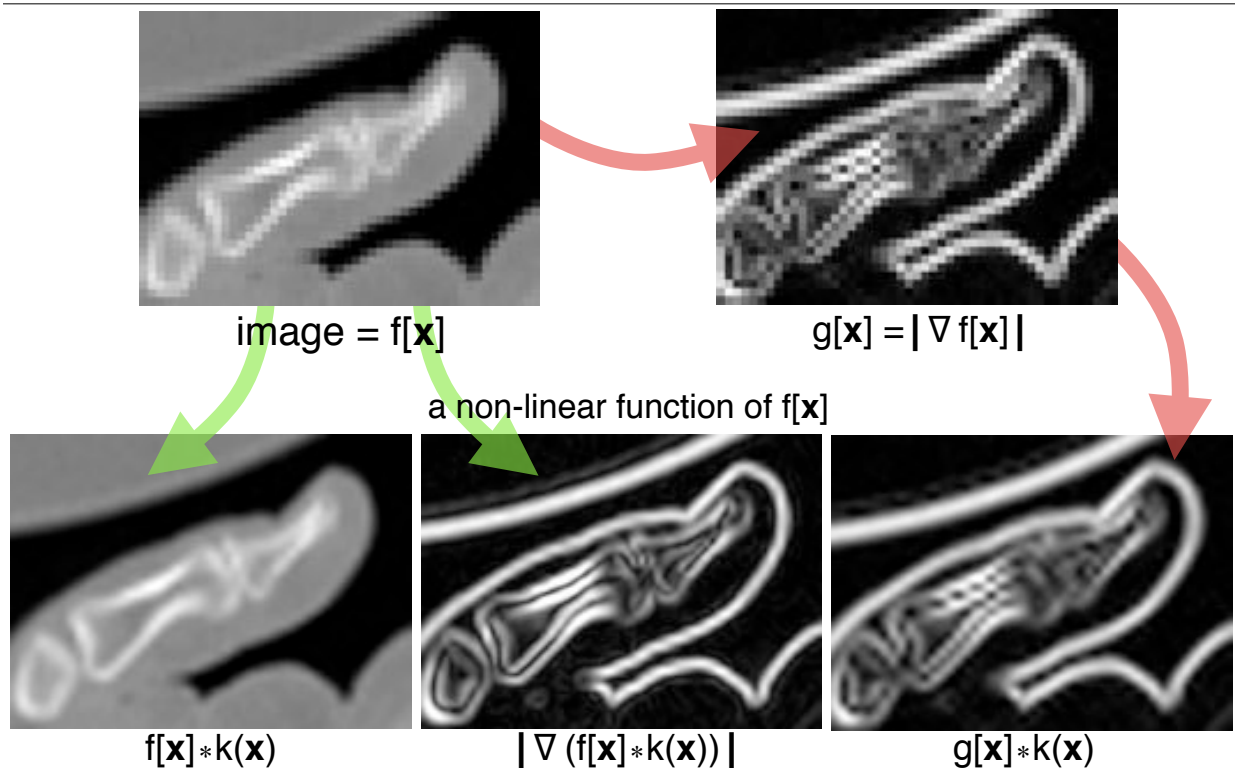 image = f[x]
g[x] = | ∇ f[x] |
a non-linear function of f[x]
f[x]*k(x)
| ∇ (f[x]*k(x)) |
g[x]*k(x)